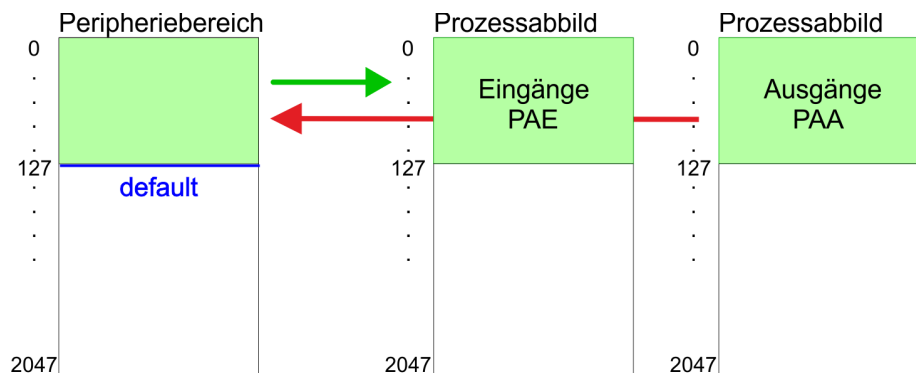 Peripheriebereich
Prozessabbild
Prozessabbild
0
0
0
Eingänge
PAE
Ausgänge
PAA
127
127
127
default
2047
2047
2047